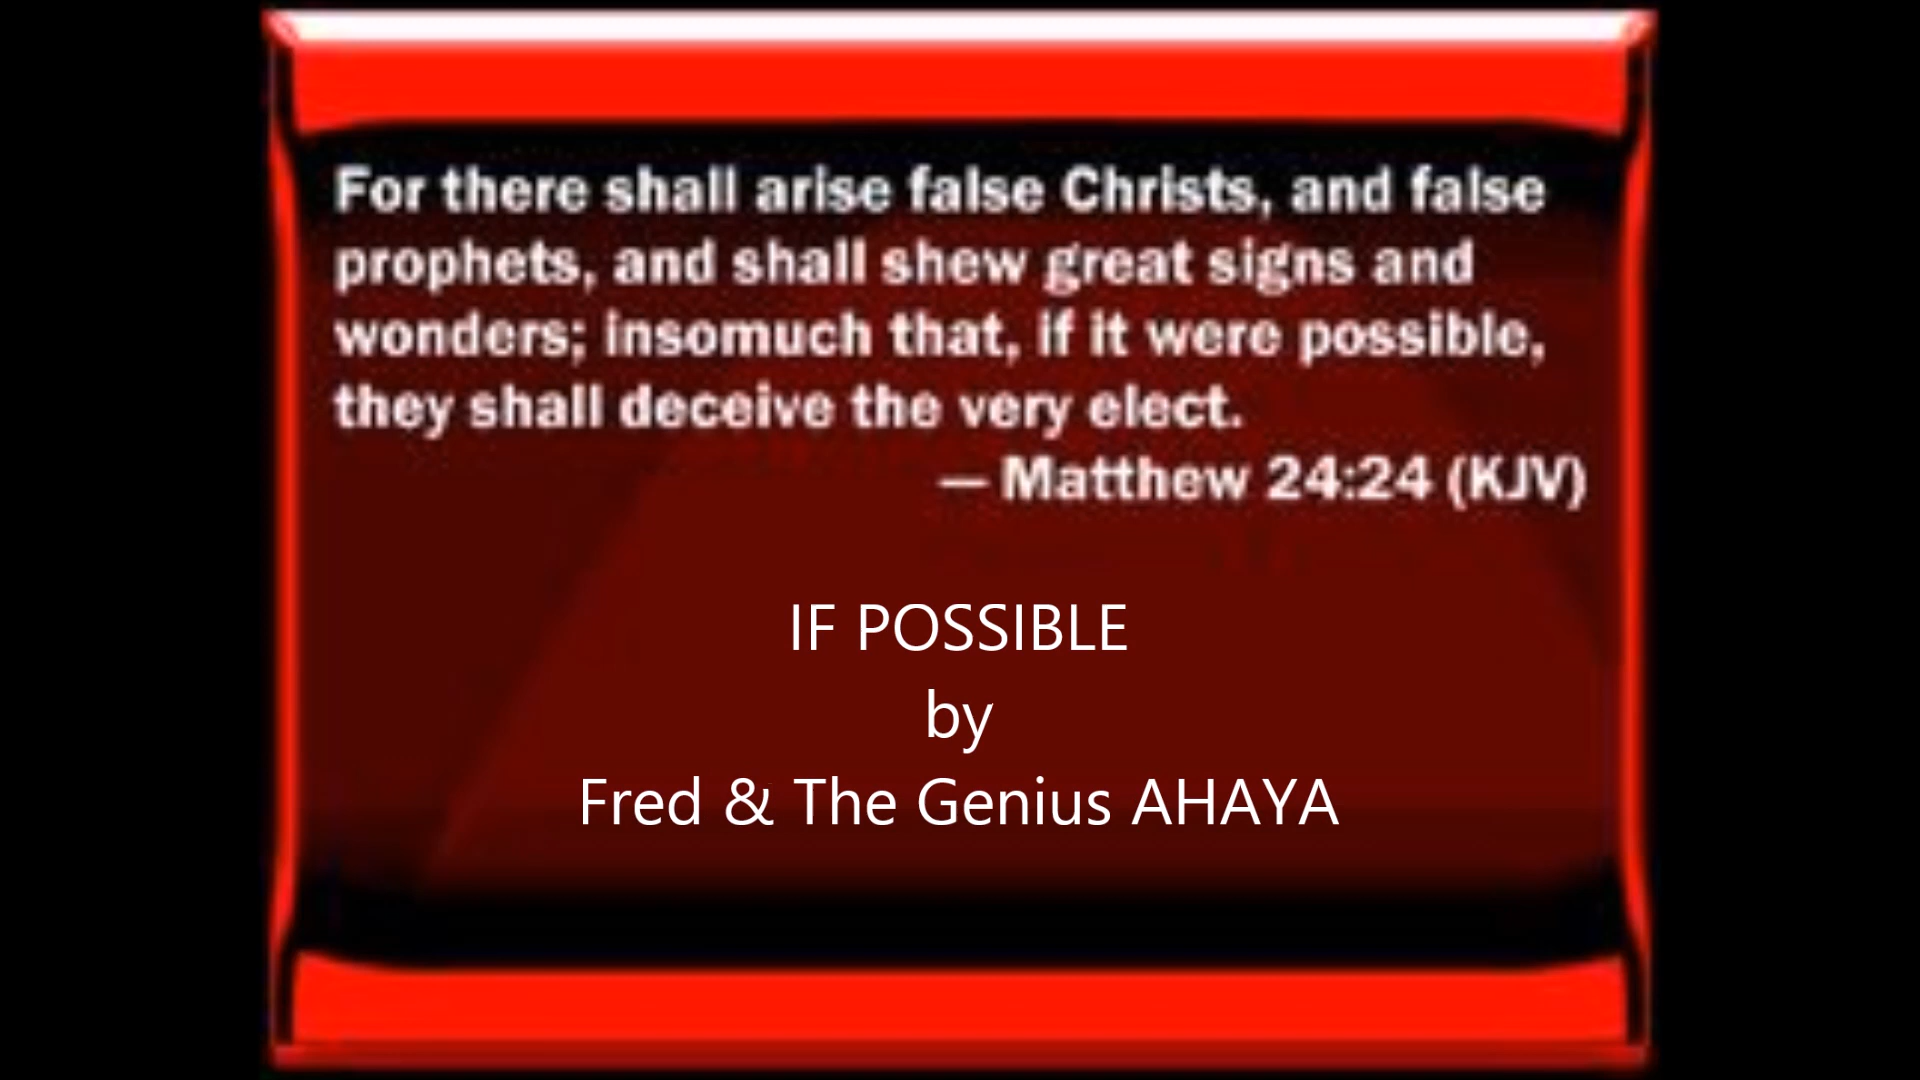 For there shall arise false Christs, and false
prophets, and shall shew great signs and
wonders; insomuch that, if it were possible,
they shall deceive the very elect.
— Matthew 24:24 (KJV)
IF POSSIBLE
by
Fred & The Genius AHAYA